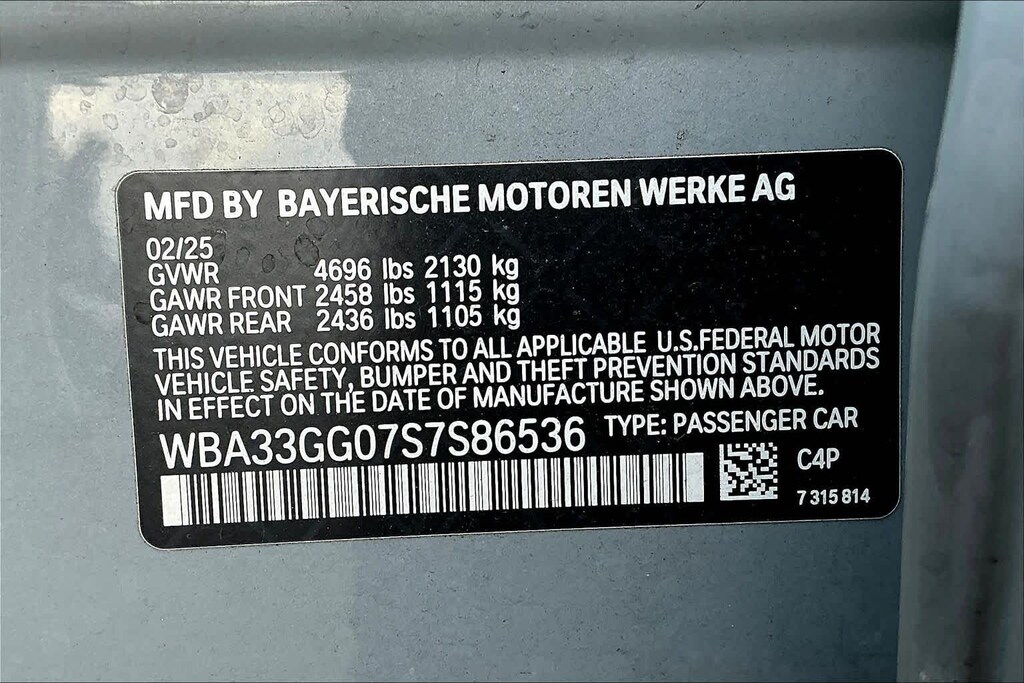 MFD BY BAYERISCHE MOTOREN WERKE AG
02/25
GVWR 4696 lbs 2130 kg
GAWR FRONT 2458 lbs 1115 kg
GAWR REAR 2436 lbs 1105 kg
THIS VEHICLE CONFORMS TO ALL APPLICABLE U.S.FEDERAL MOTOR
VEHICLE SAFETY, BUMPER AND THEFT PREVENTION STANDARDS
IN EFFECT ON THE DATE OF MANUFACTURE SHOWN ABOVE.
WBA33GG07S7S86536 TYPE: PASSENGER CAR
C4P
7 315 814